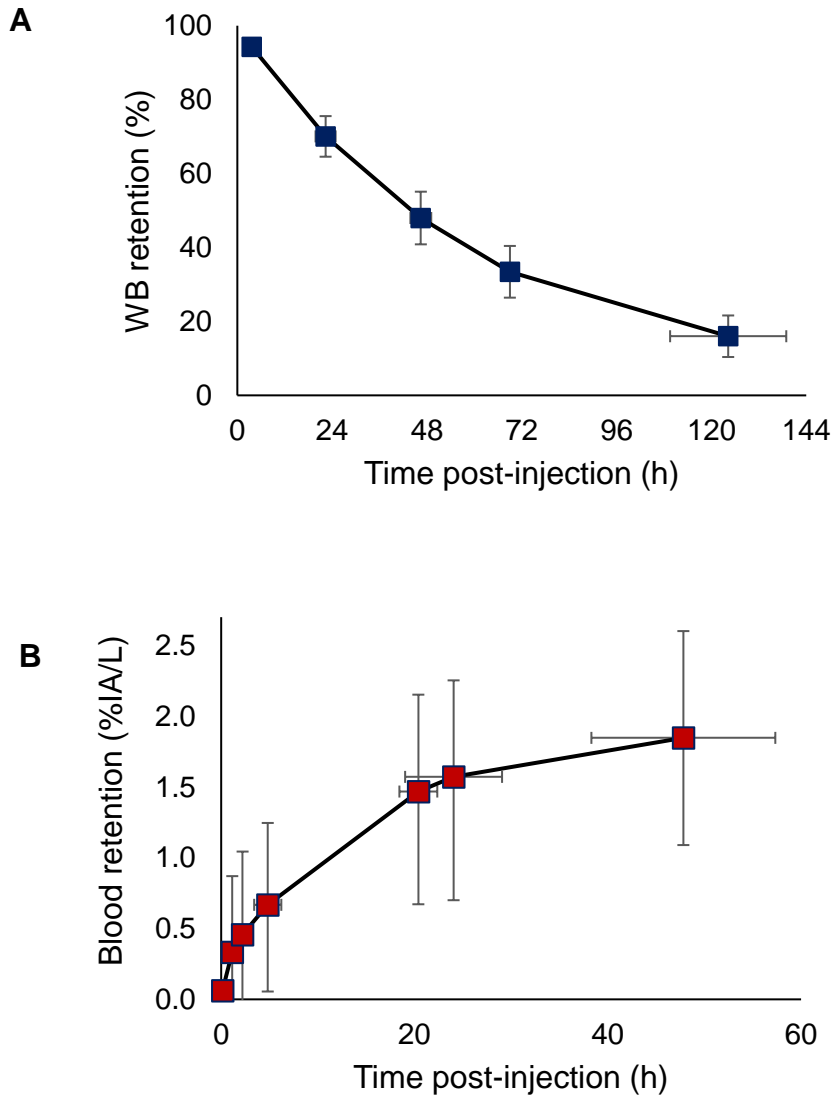 A
WB retention (%)
100
80
60
40
20
0
0 24 48 72 96 120 144
Time post-injection (h)
B
Blood retention (%IA/L)
2.5
2.0
1.5
1.0
0.5
0.0
0 20 40 60
Time post-injection (h)